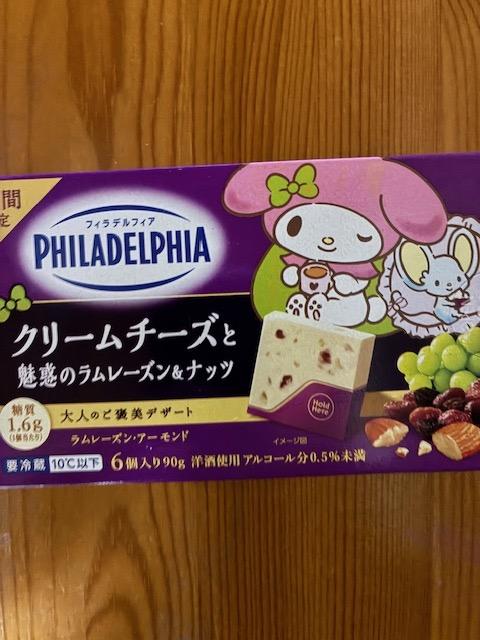 間
定
フィラデルフィア
PHILADELPHIA
クリームチーズと
魅惑のラムレーズン&ナッツ
糖質
1.6g
(1個当たり)
大人のご褒美デザート
ラムレーズン・アーモンド
Hold
Here
イメージ図
要冷蔵 10℃以下 6個入り90g 洋酒使用 アルコール分0.5%未満